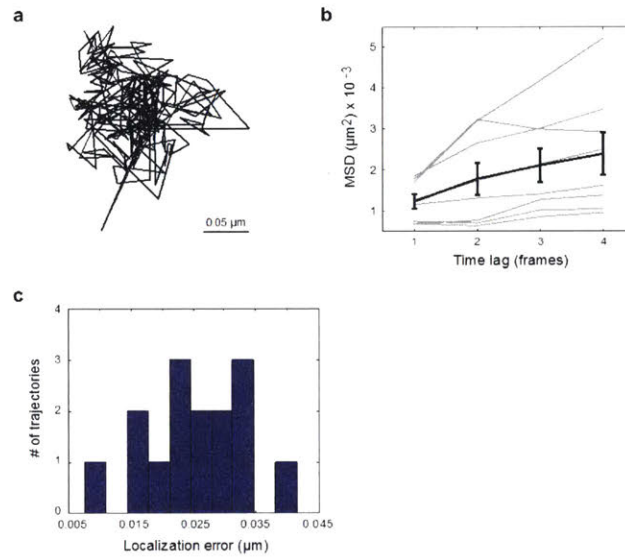 a
0.05 µm
b
MSD (µm²) x 10⁻³
5
4
3
2
1
1 2 3 4
Time lag (frames)
c
# of trajectories
4
3
2
1
0
0.005 0.015 0.025 0.035 0.045
Localization error (µm)